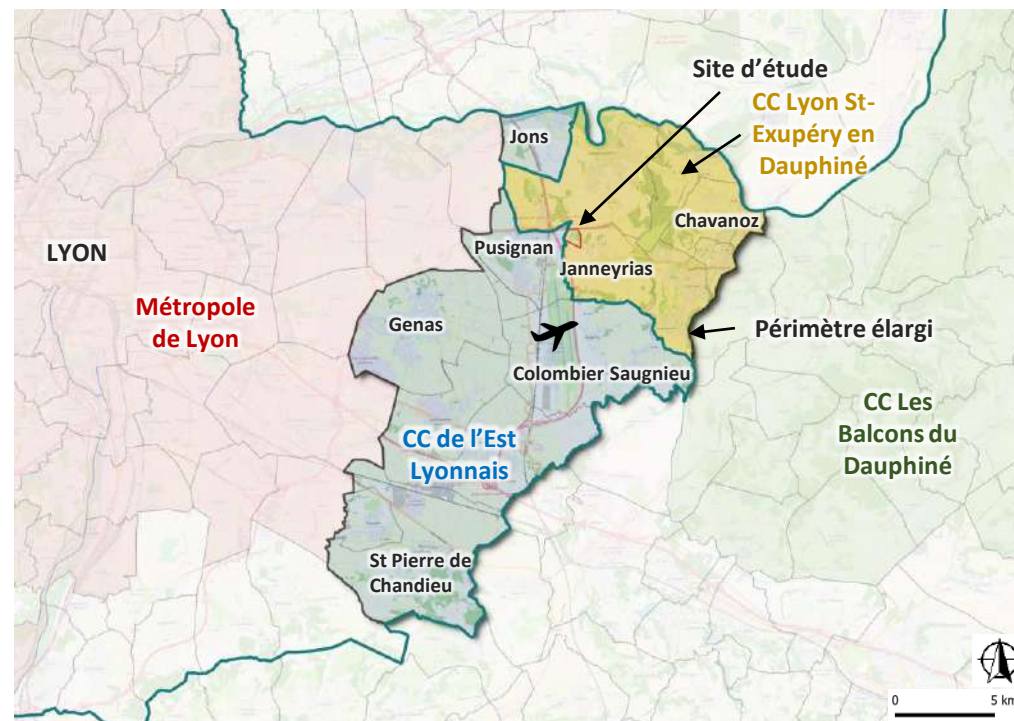 Site d'étude
CC Lyon St-
Exupéry en
Dauphiné
Jons
Chavanoz
LYON
Pusignan
Janneyrias
Métropole
de Lyon
Genas
Périmètre élargi
Colombier Saugnieu
CC Les
Balcons du
Dauphiné
CC de l'Est
Lyonnais
St Pierre de
Chandieu
0 5 km